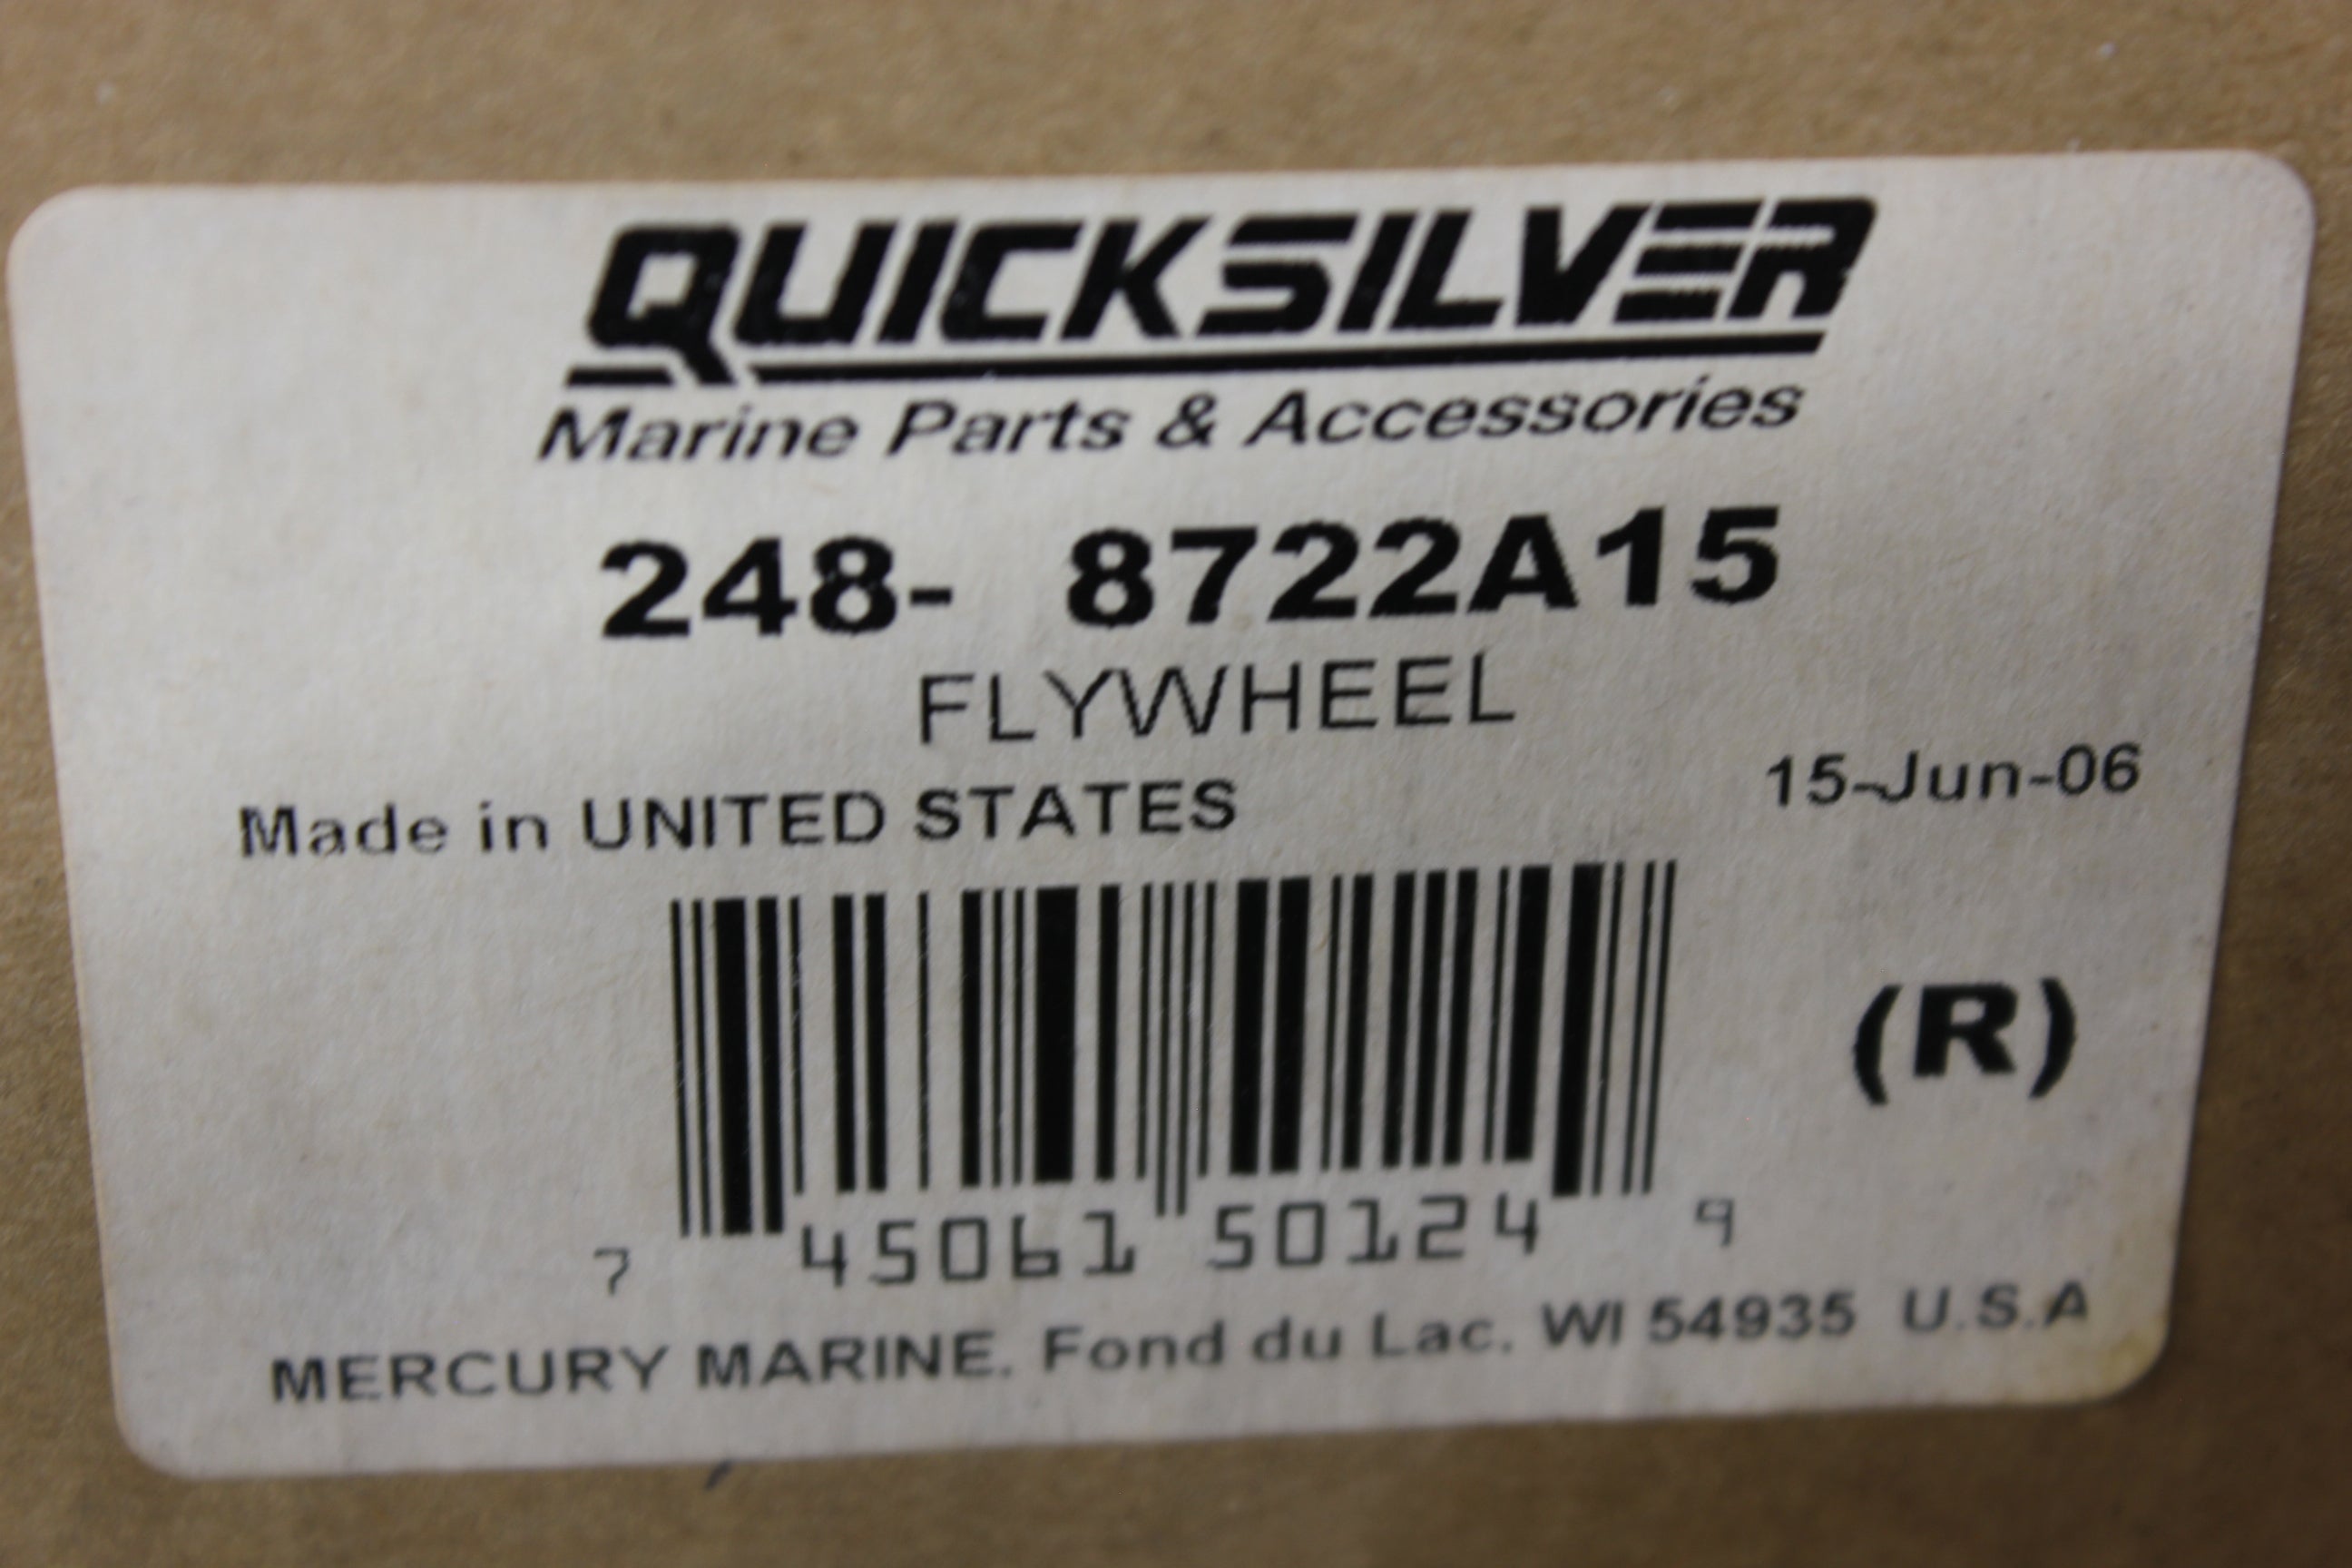 QUICKSILVER
Marine Parts & Accessories
248- 8722A15
FLYWHEEL
Made in UNITED STATES
15-Jun-06
(R)
7 45061 50124 9
MERCURY MARINE. Fond du Lac. WI 54935 U.S.A